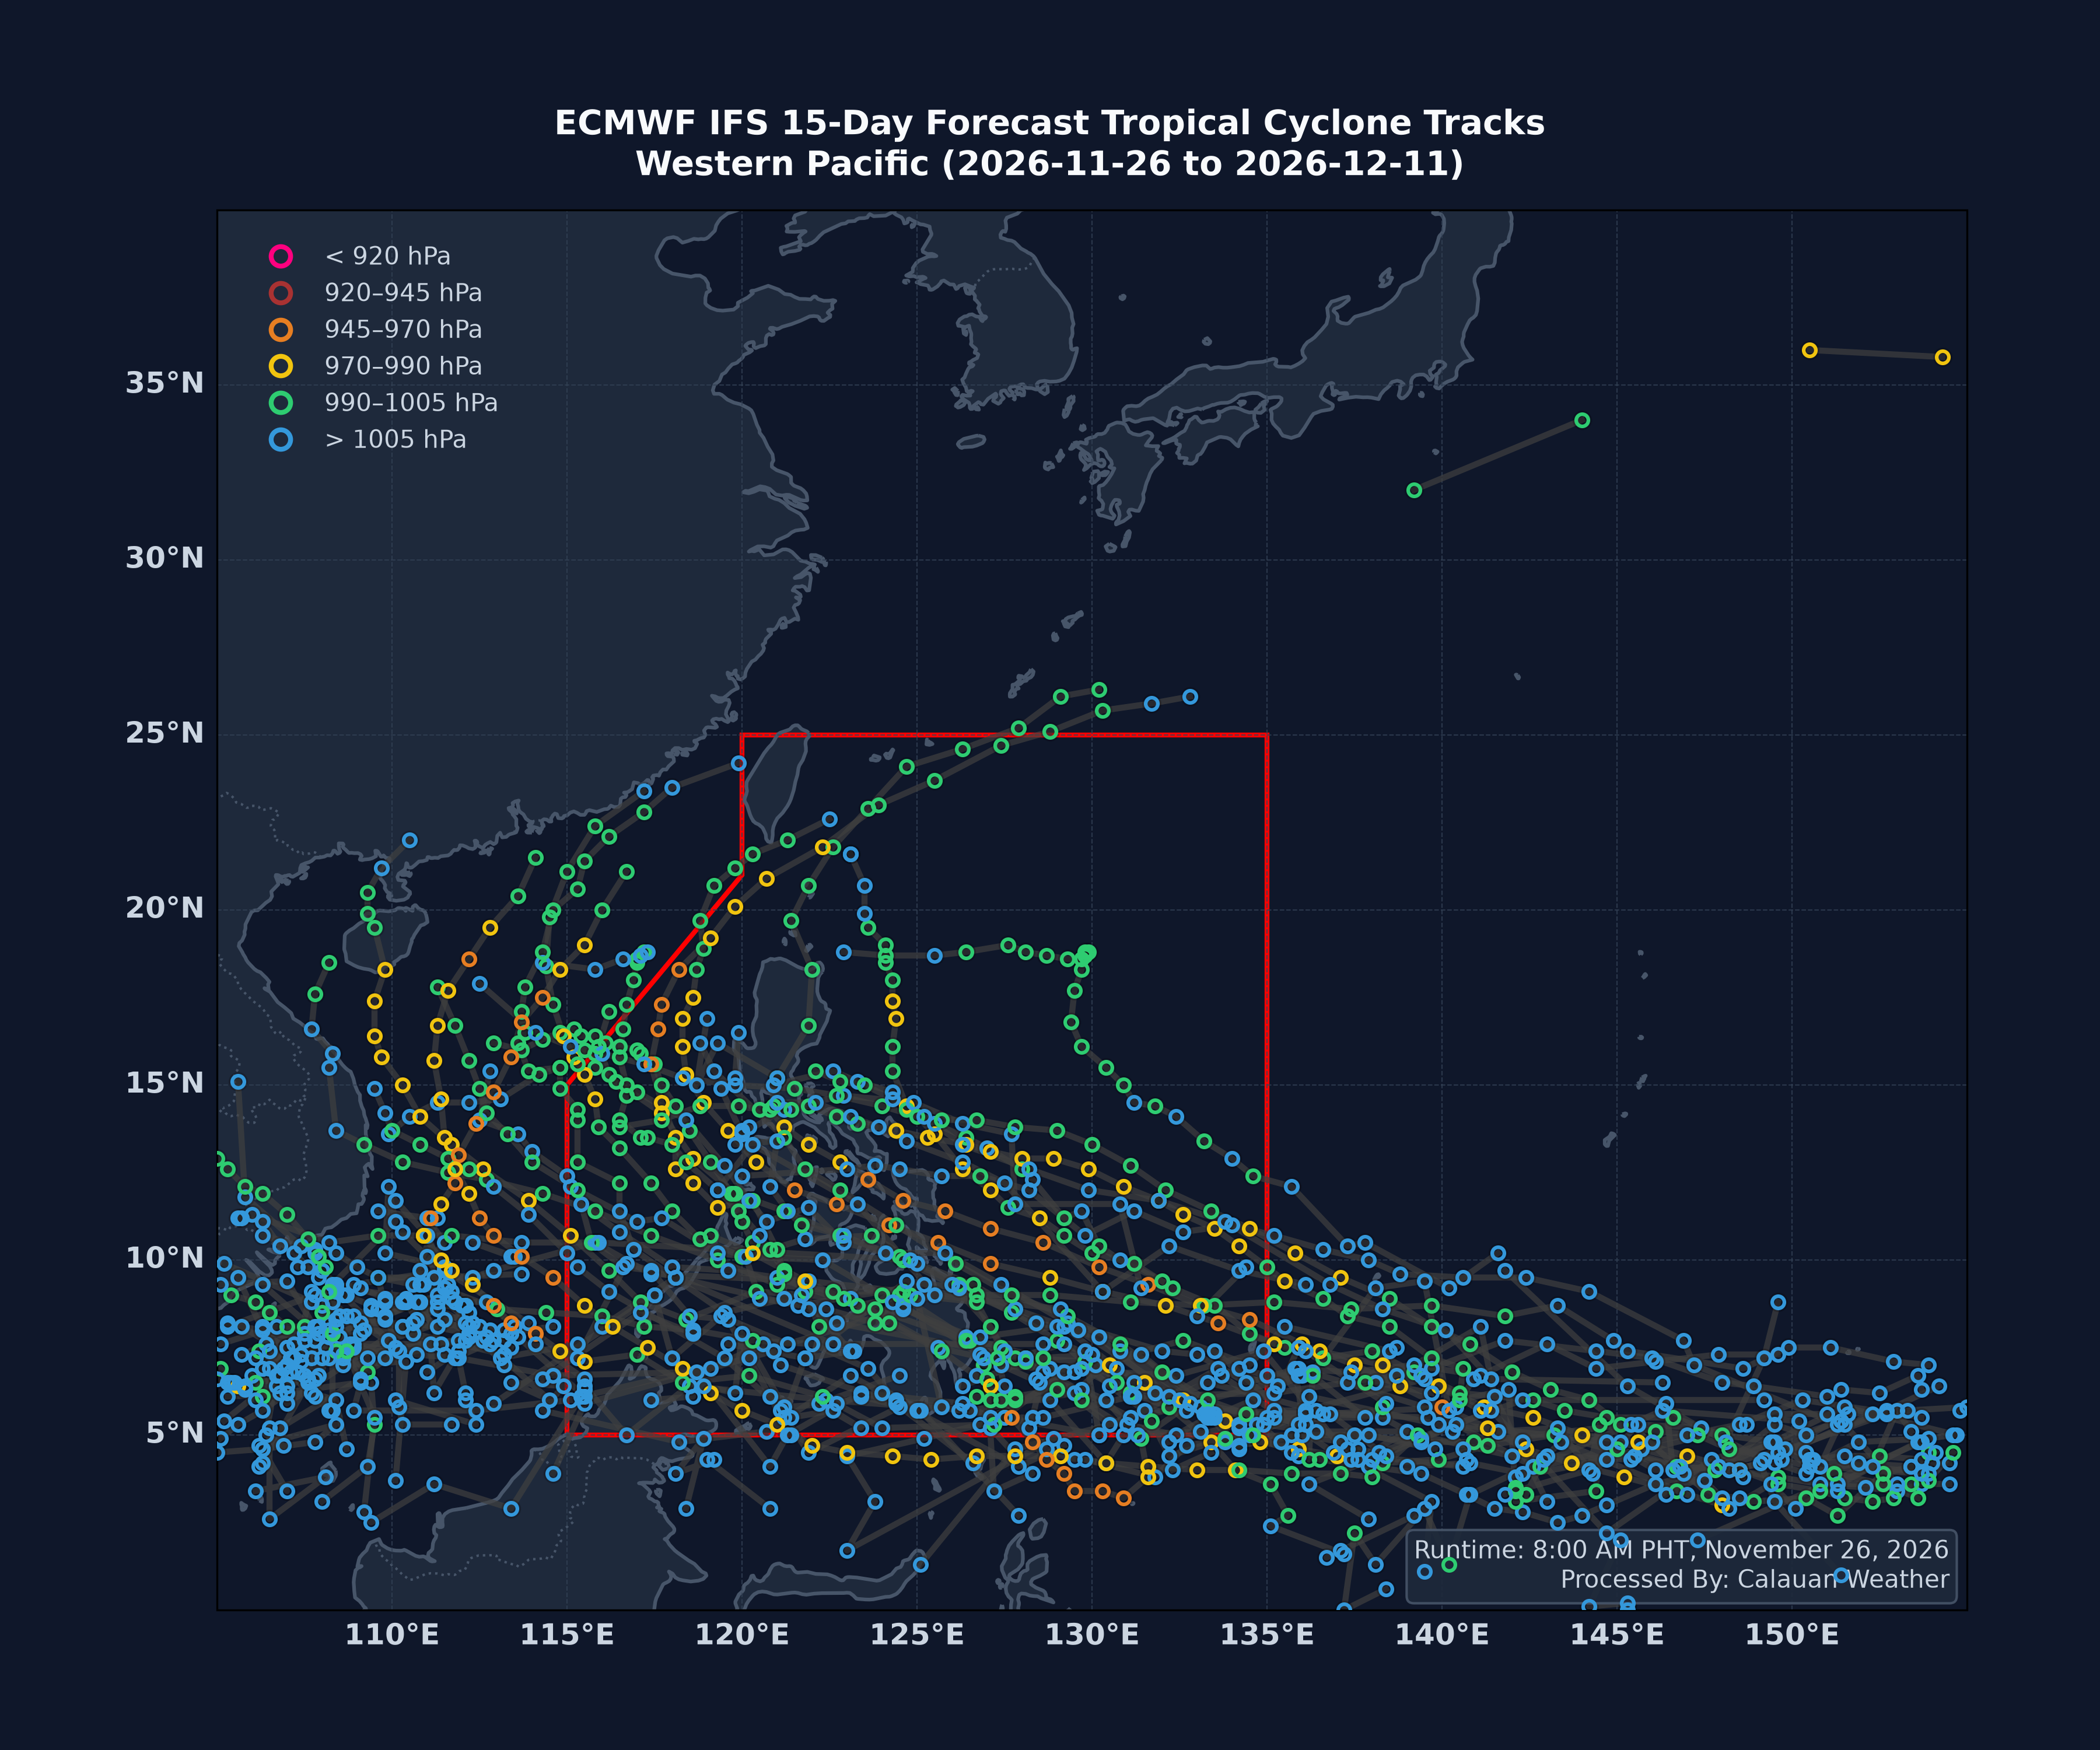 ECMWF IFS 15-Day Forecast Tropical Cyclone Tracks
Western Pacific (2026-11-26 to 2026-12-11)
< 920 hPa
920–945 hPa
945–970 hPa
970–990 hPa
990–1005 hPa
> 1005 hPa
35°N
30°N
25°N
20°N
15°N
10°N
5°N
Runtime: 8:00 AM PHT, November 26, 2026
Processed By: Calauan Weather
110°E 115°E 120°E 125°E 130°E 135°E 140°E 145°E 150°E